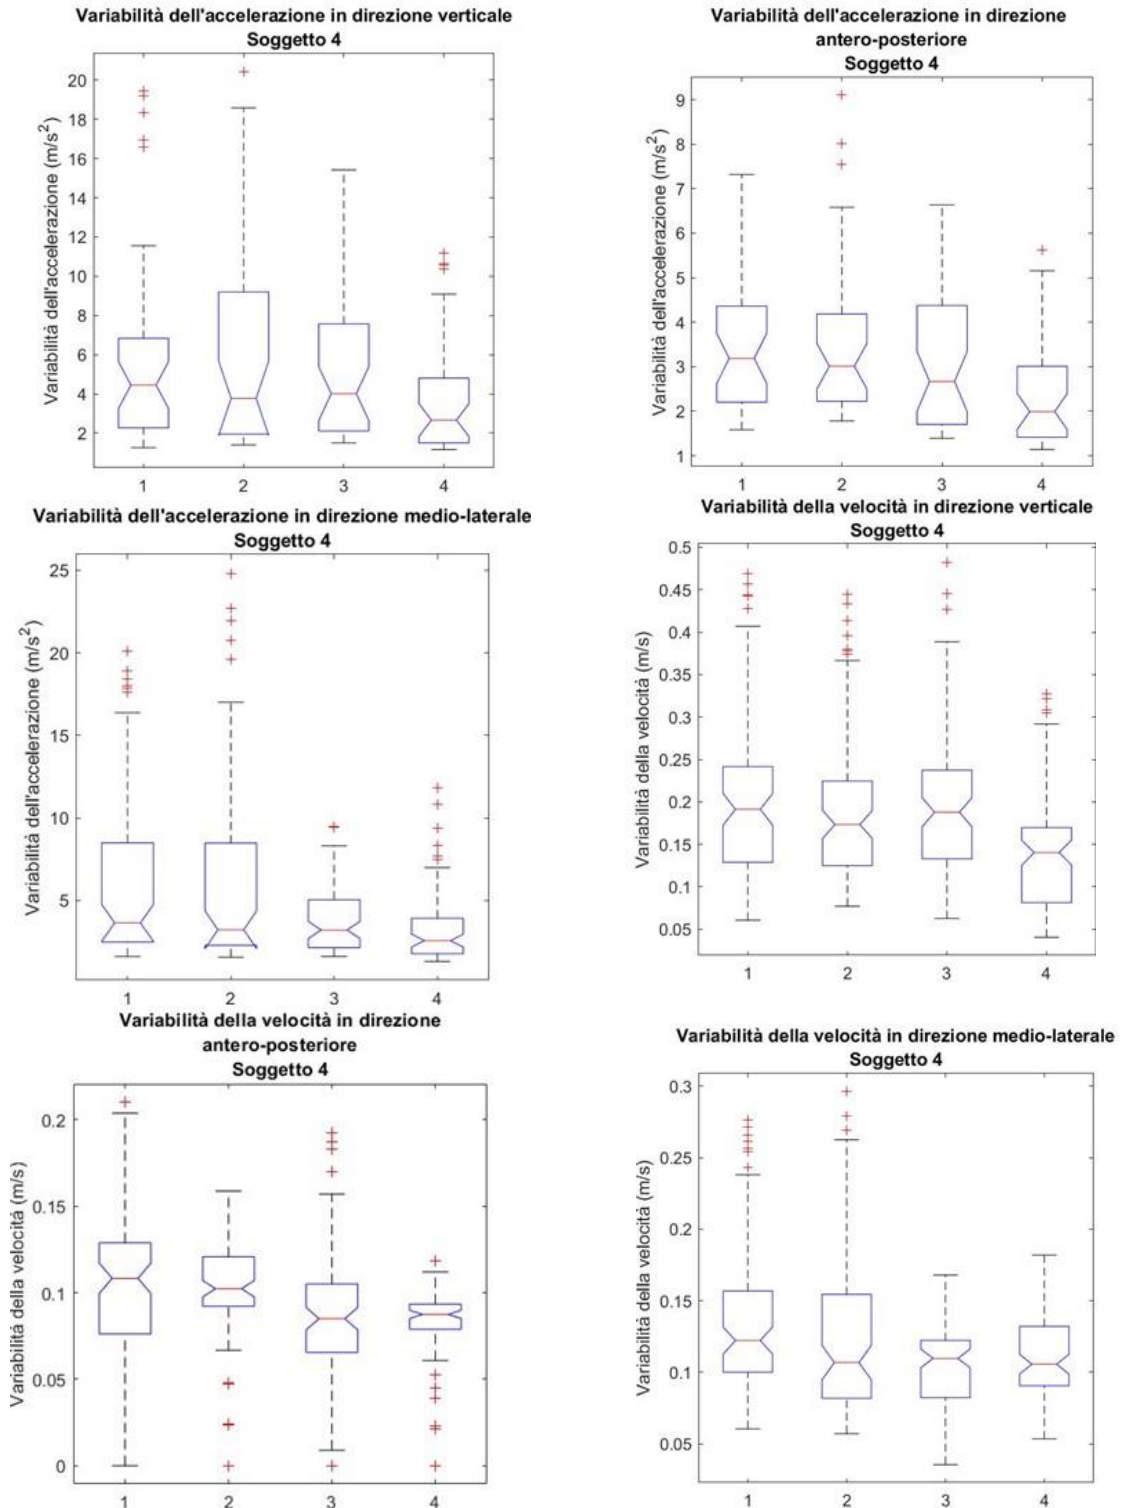 Variabilità dell'accelerazione in direzione verticale
Soggetto 4
Variabilità dell'accelerazione (m/s²)
20
18
16
14
12
10
8
6
4
2
1 2 3 4
Variabilità dell'accelerazione in direzione
antero-posteriore
Soggetto 4
Variabilità dell'accelerazione (m/s²)
9
8
7
6
5
4
3
2
1
1 2 3 4
Variabilità dell'accelerazione in direzione medio-laterale
Soggetto 4
Variabilità dell'accelerazione (m/s²)
25
20
15
10
5
1 2 3 4
Variabilità della velocità in direzione verticale
Soggetto 4
Variabilità della velocità (m/s)
0.5
0.45
0.4
0.35
0.3
0.25
0.2
0.15
0.1
0.05
1 2 3 4
Variabilità della velocità in direzione
antero-posteriore
Soggetto 4
Variabilità della velocità (m/s)
0.2
0.15
0.1
0.05
0
1 2 3 4
Variabilità della velocità in direzione medio-laterale
Soggetto 4
Variabilità della velocità (m/s)
0.3
0.25
0.2
0.15
0.1
0.05
1 2 3 4